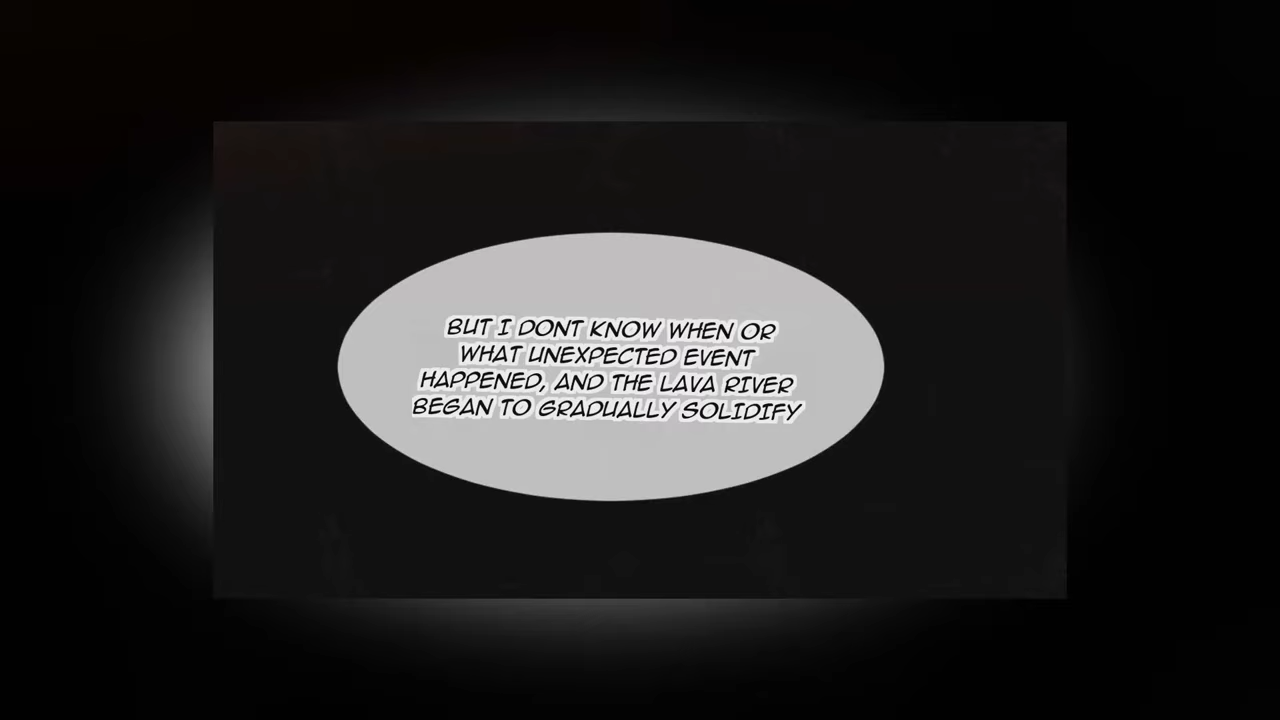 BUT I DONT KNOW WHEN OR
WHAT UNEXPECTED EVENT
HAPPENED, AND THE LAVA RIVER
BEGAN TO GRADUALLY SOLIDIFY